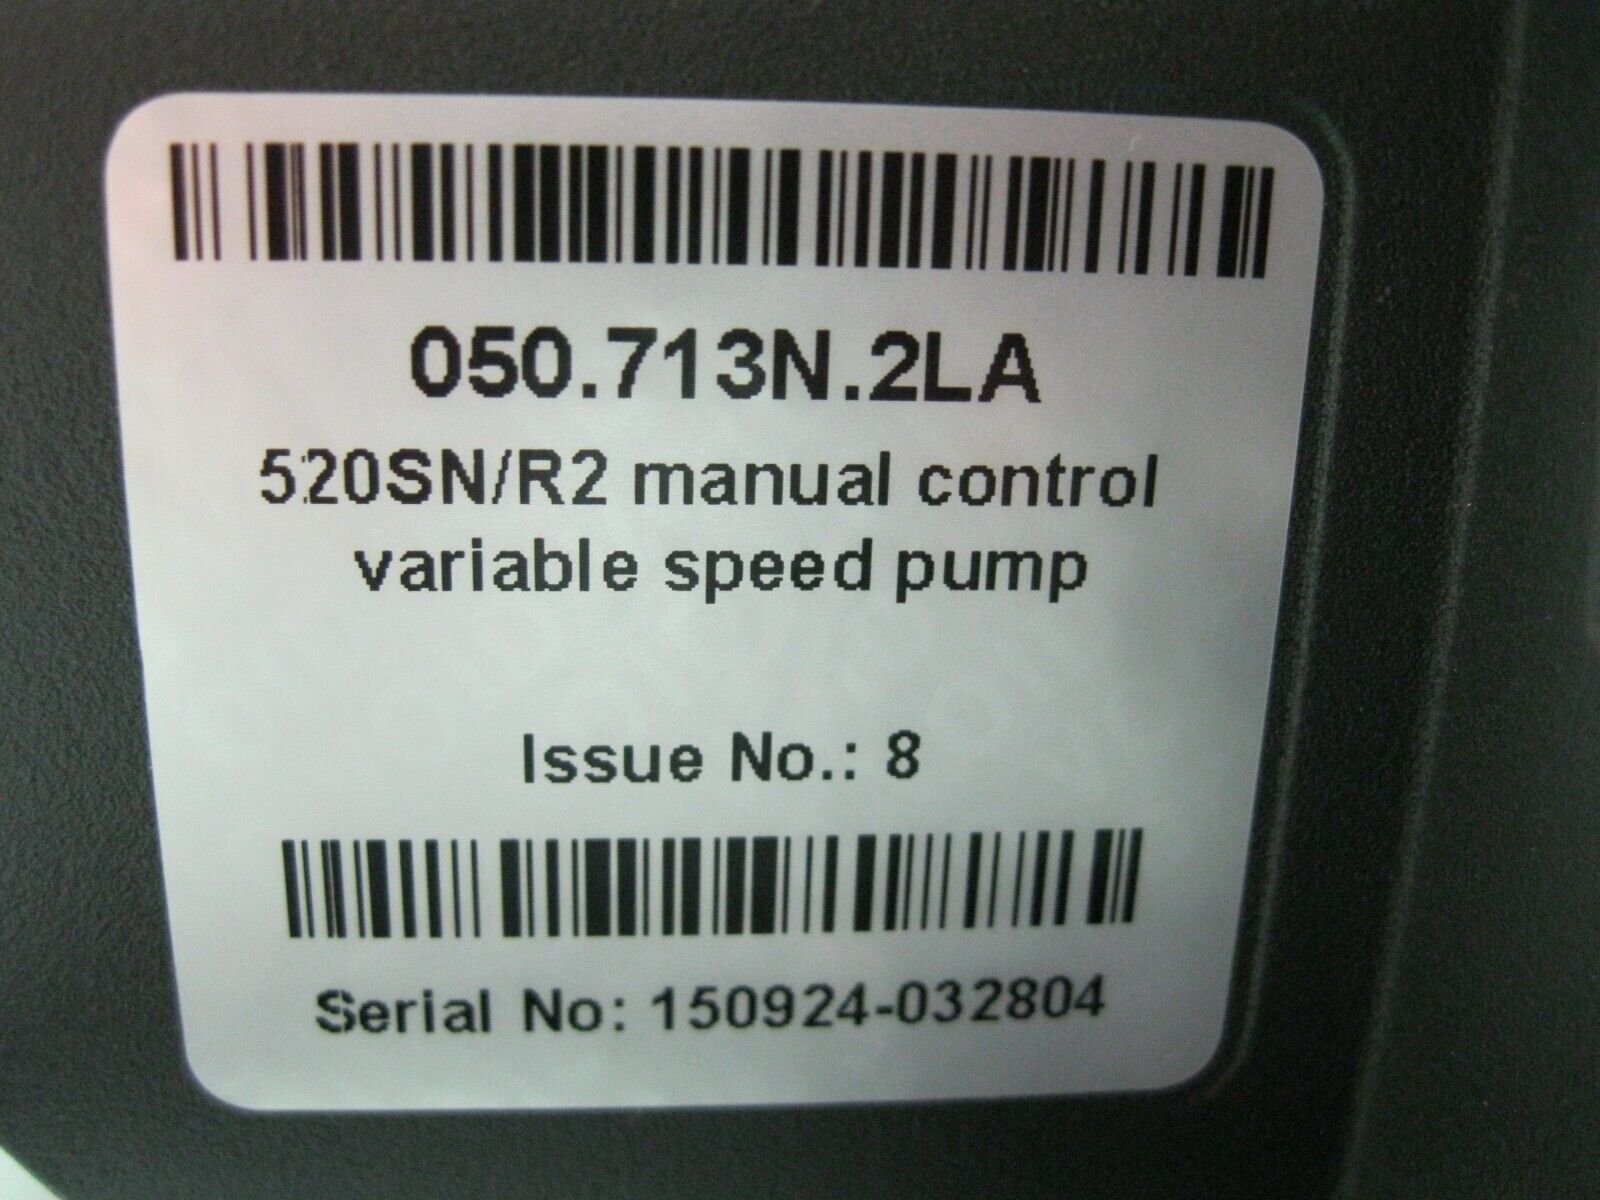 050.713N.2LA
520SN/R2 manual control
variable speed pump
Issue No.: 8
Serial No: 150924-032804